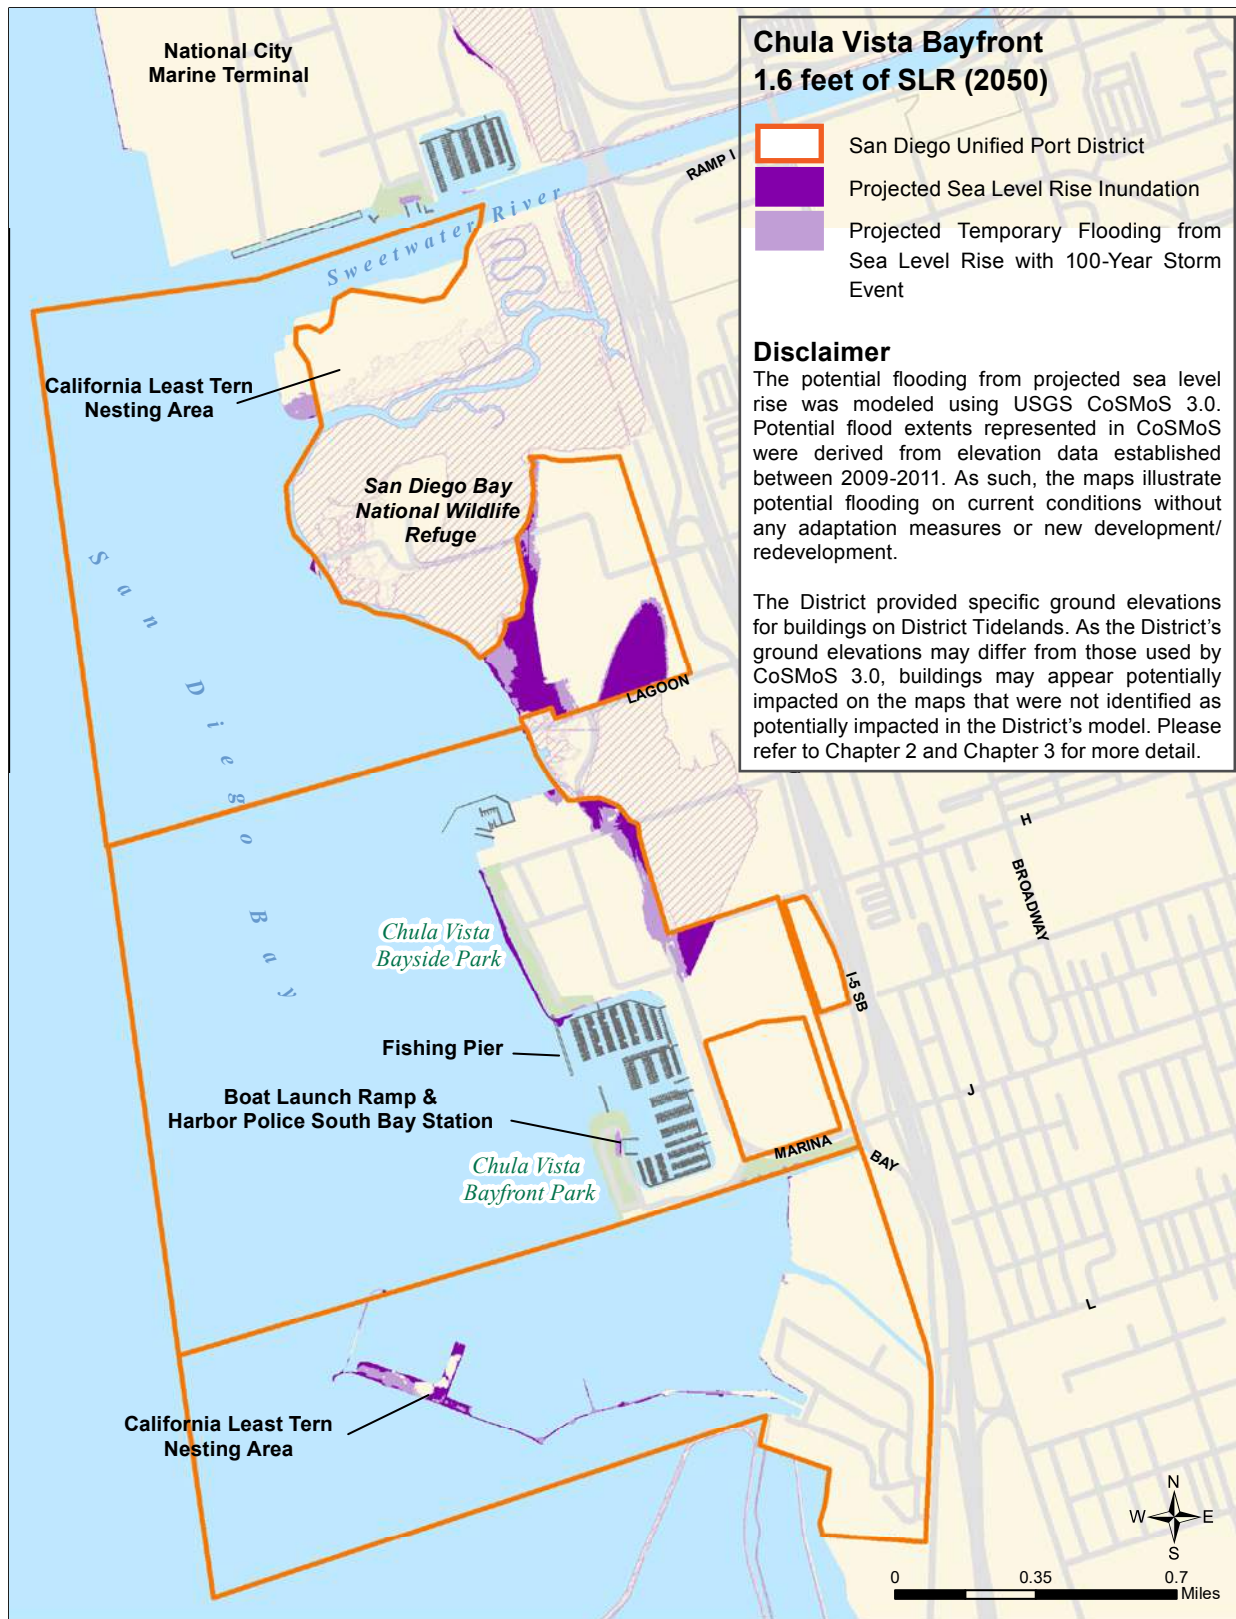 National City
Marine Terminal
Chula Vista Bayfront
1.6 feet of SLR (2050)
San Diego Unified Port District
Projected Sea Level Rise Inundation
Projected Temporary Flooding from
Sea Level Rise with 100-Year Storm
Event
Disclaimer
The potential flooding from projected sea level
rise was modeled using USGS CoSMoS 3.0.
Potential flood extents represented in CoSMoS
were derived from elevation data established
between 2009-2011. As such, the maps illustrate
potential flooding on current conditions without
any adaptation measures or new development/
redevelopment.
The District provided specific ground elevations
for buildings on District Tidelands. As the District's
ground elevations may differ from those used by
CoSMoS 3.0, buildings may appear potentially
impacted on the maps that were not identified as
potentially impacted in the District's model. Please
refer to Chapter 2 and Chapter 3 for more detail.
RAMP I
Sweetwater River
California Least Tern
Nesting Area
San Diego Bay
National Wildlife
Refuge
San Diego Bay
LAGOON
H
BROADWAY
Chula Vista
Bayside Park
I-5 SB
Fishing Pier
Boat Launch Ramp &
Harbor Police South Bay Station
J
MARINA
BAY
Chula Vista
Bayfront Park
L
California Least Tern
Nesting Area
N
W E
S
0 0.35 0.7
Miles